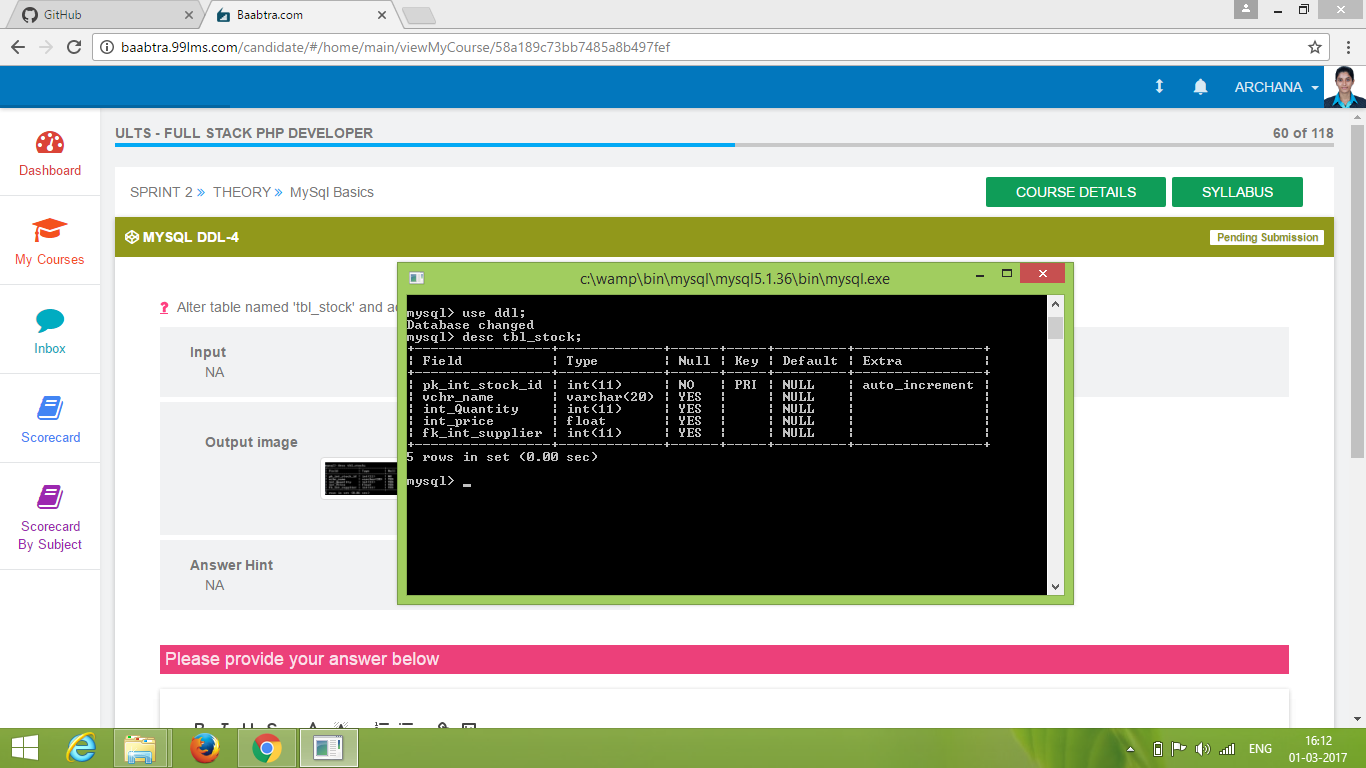 GitHub
Baabtra.com
baabtra.99lms.com/candidate/#/home/main/viewMyCourse/58a189c73bb7485a8b497fef
ARCHANA
Dashboard
My Courses
Inbox
Scorecard
Scorecard
By Subject
ULTS - FULL STACK PHP DEVELOPER
60 of 118
SPRINT 2 » THEORY » MySql Basics
COURSE DETAILS
SYLLABUS
MYSQL DDL-4
Pending Submission
? Alter table named 'tbl_stock' and
Input
NA
Output image
Answer Hint
NA
c:\wamp\bin\mysql\mysql5.1.36\bin\mysql.exe
mysql> use ddl;
Database changed
mysql> desc tbl_stock;
+-----------------+-------------+------+-----+---------+----------------+
| Field | Type | Null | Key | Default | Extra |
+-----------------+-------------+------+-----+---------+----------------+
| pk_int_stock_id | int(11) | NO | PRI | NULL | auto_increment |
| vchr_name | varchar(20) | YES | | NULL | |
| int_Quantity | int(11) | YES | | NULL | |
| int_price | float | YES | | NULL | |
| fk_int_supplier | int(11) | YES | | NULL | |
+-----------------+-------------+------+-----+---------+----------------+
5 rows in set (0.00 sec)
mysql> _
Please provide your answer below
ENG
16:12
01-03-2017